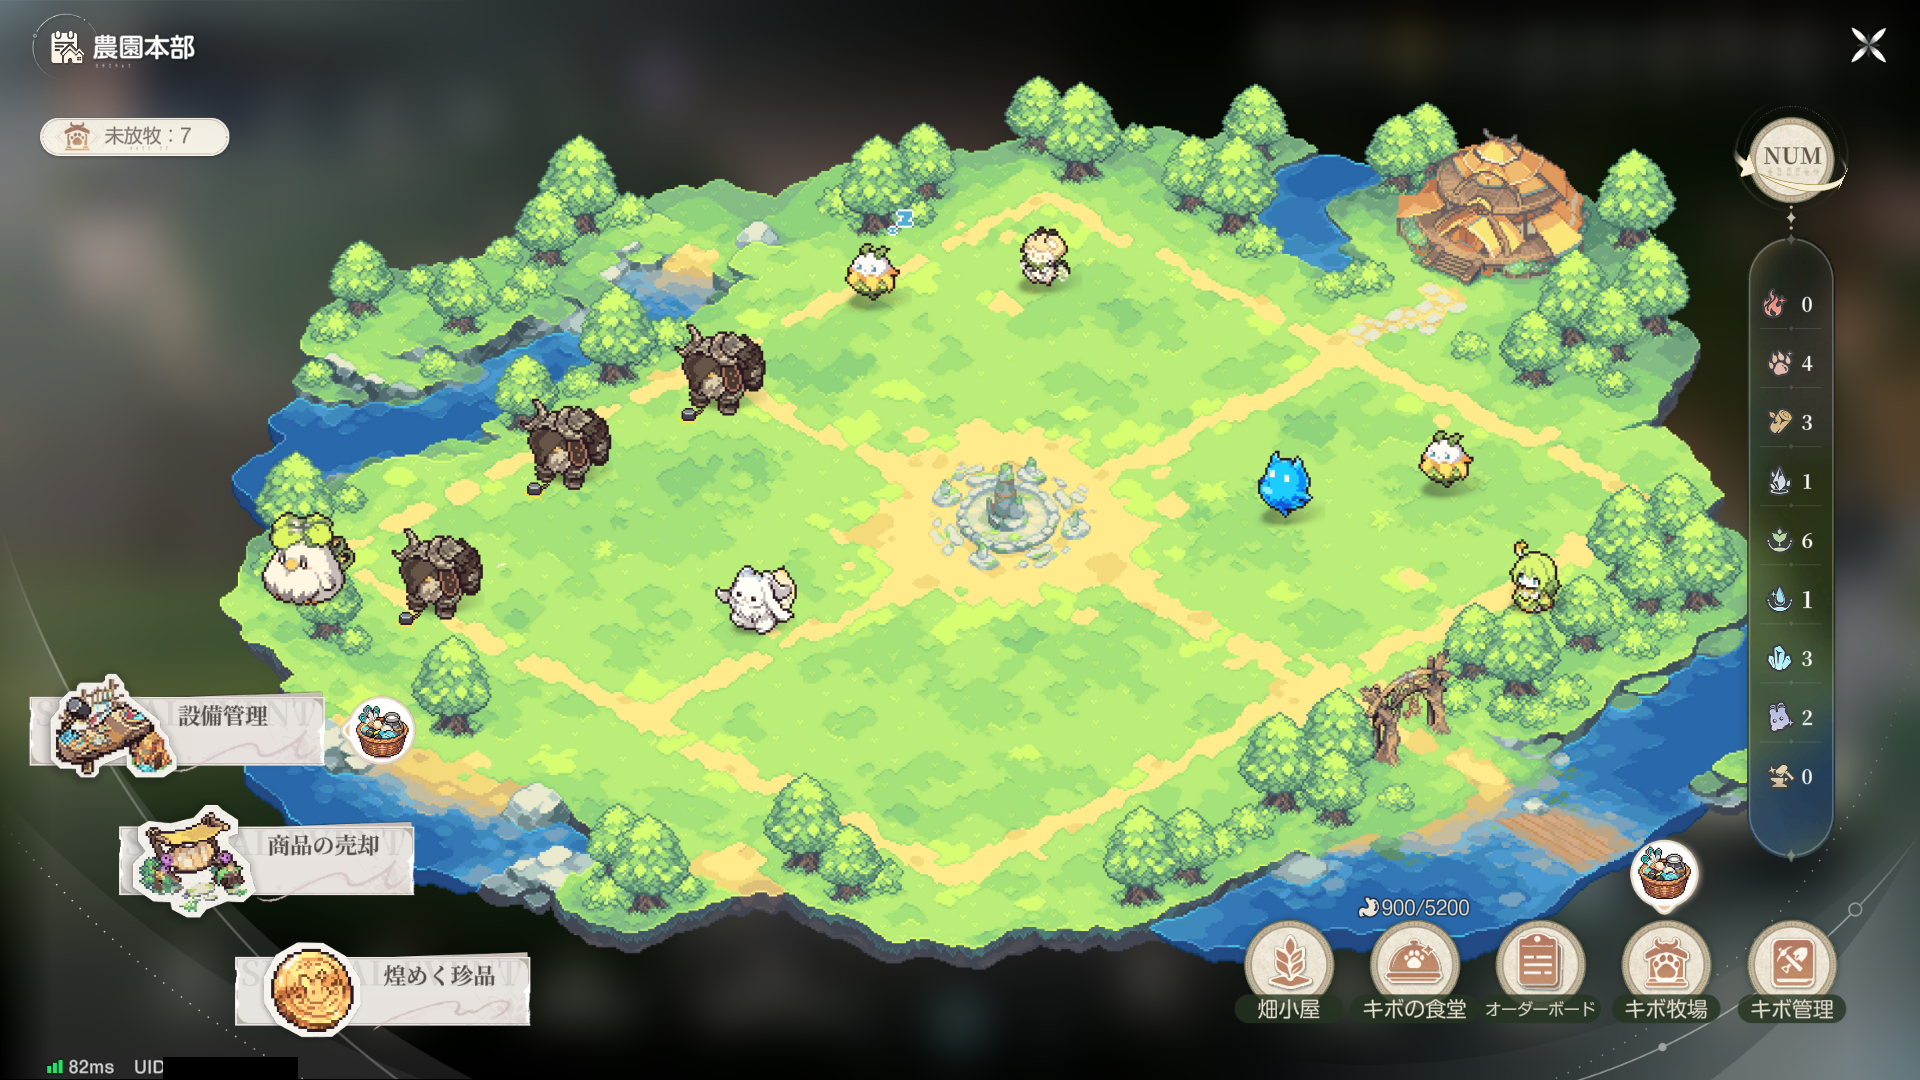 農園本部
未放牧：7
NUM
0
4
3
1
6
1
3
2
0
設備管理
商品の売却
煌めく珍品
900/5200
畑小屋
キボの食堂
オーダーボード
キボ牧場
キボ管理
82ms UID